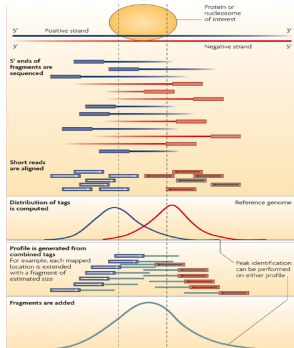 Protein or
nucleosome
of interest
5'
Positive strand
3'
3'
Negative strand
5'
5' ends of
fragments are
sequenced
Short reads
are aligned
Distribution of tags
is computed
Reference genome
Profile is generated from
combined tags
For example, each mapped
location is extended
with a fragment of
estimated size
Peak identification
can be performed
on either profile
Fragments are added